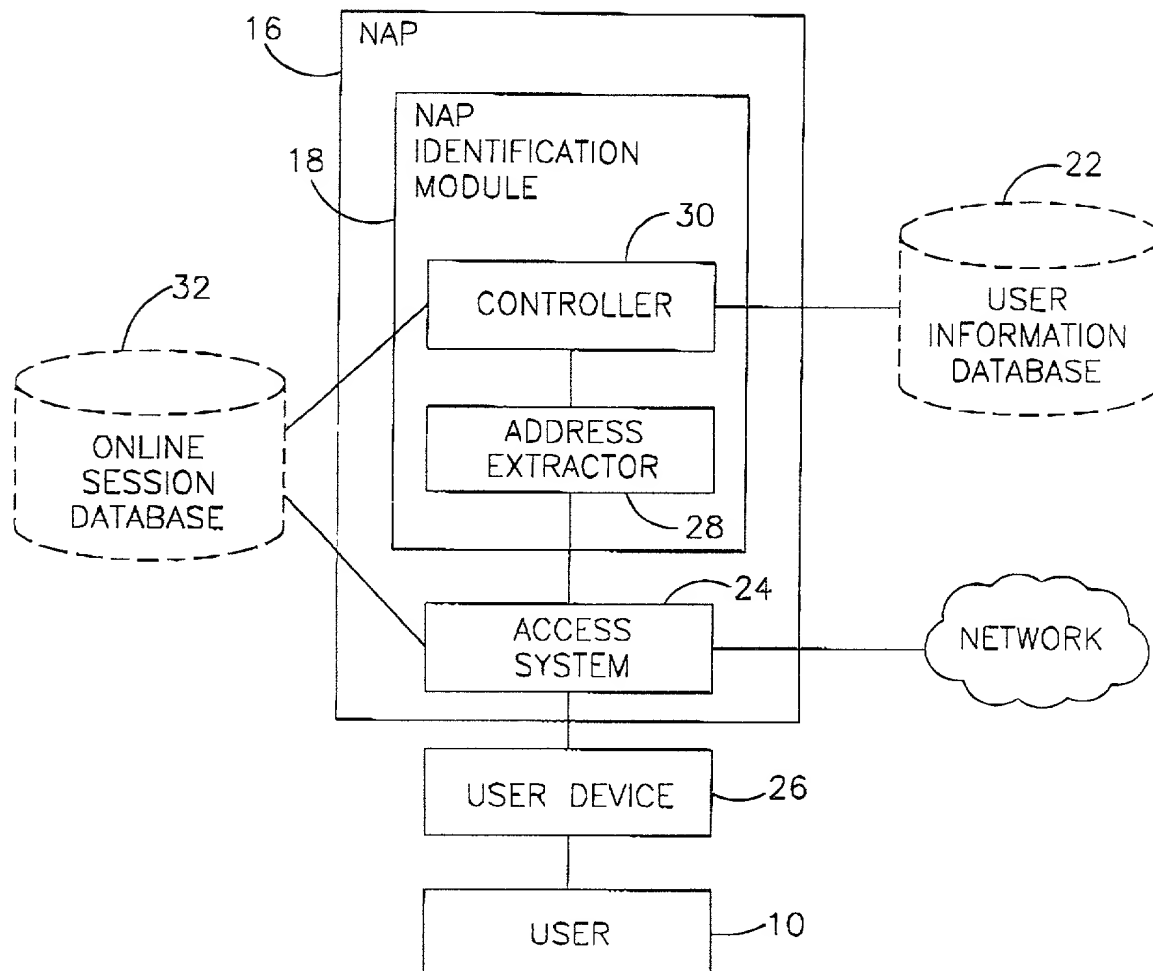 16
NAP
NAP
IDENTIFICATION
MODULE
18
30
CONTROLLER
22
USER
INFORMATION
DATABASE
32
ONLINE
SESSION
DATABASE
ADDRESS
EXTRACTOR
28
24
ACCESS
SYSTEM
NETWORK
USER DEVICE
26
USER
10